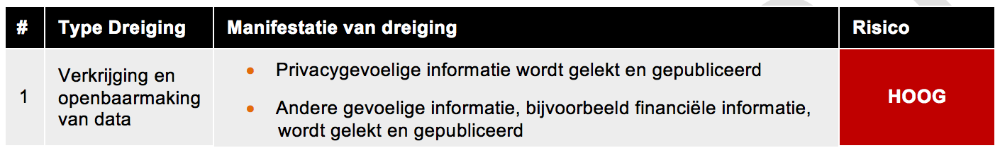 # Type Dreiging Manifestatie van dreiging Risico
1
Verkrijging en
openbaarmaking
van data
• Privacygevoelige informatie wordt gelekt en gepubliceerd
• Andere gevoelige informatie, bijvoorbeeld financiële informatie,
wordt gelekt en gepubliceerd
HOOG